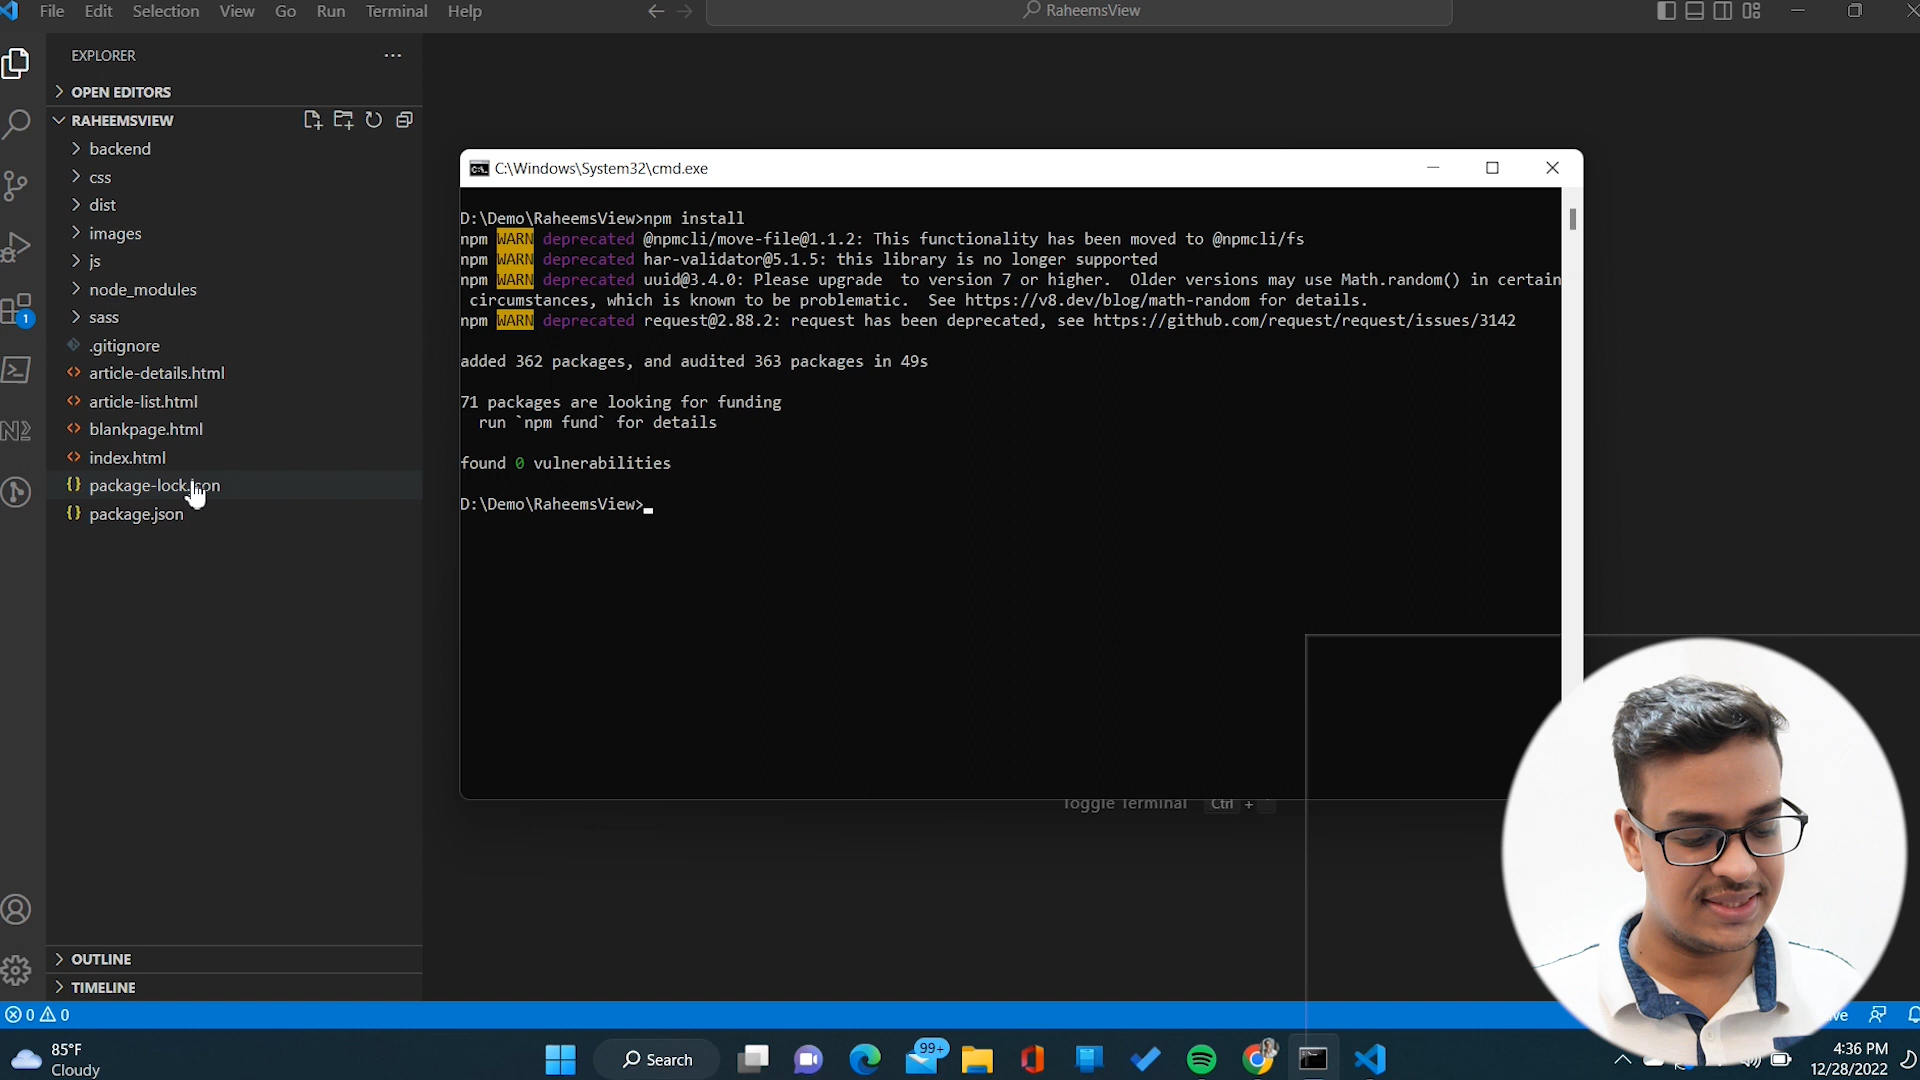 File Edit Selection View Go Run Terminal Help
RaheemsView
EXPLORER
OPEN EDITORS
RAHEEMSVIEW
backend
css
dist
images
js
node_modules
sass
.gitignore
article-details.html
article-list.html
blankpage.html
index.html
package-lock.json
package.json
OUTLINE
TIMELINE
1
C:\Windows\System32\cmd.exe
D:\Demo\RaheemsView>npm install
npm WARN deprecated @npmcli/move-file@1.1.2: This functionality has been moved to @npmcli/fs
npm WARN deprecated har-validator@5.1.5: this library is no longer supported
npm WARN deprecated uuid@3.4.0: Please upgrade  to version 7 or higher.  Older versions may use Math.random() in certain
circumstances, which is known to be problematic.  See https://v8.dev/blog/math-random for details.
npm WARN deprecated request@2.88.2: request has been deprecated, see https://github.com/request/request/issues/3142
added 362 packages, and audited 363 packages in 49s
71 packages are looking for funding
run `npm fund` for details
found 0 vulnerabilities
D:\Demo\RaheemsView>
Toggle Terminal Ctrl +
0 0
85°F
Cloudy
Search
99+
4:36 PM
12/28/2022